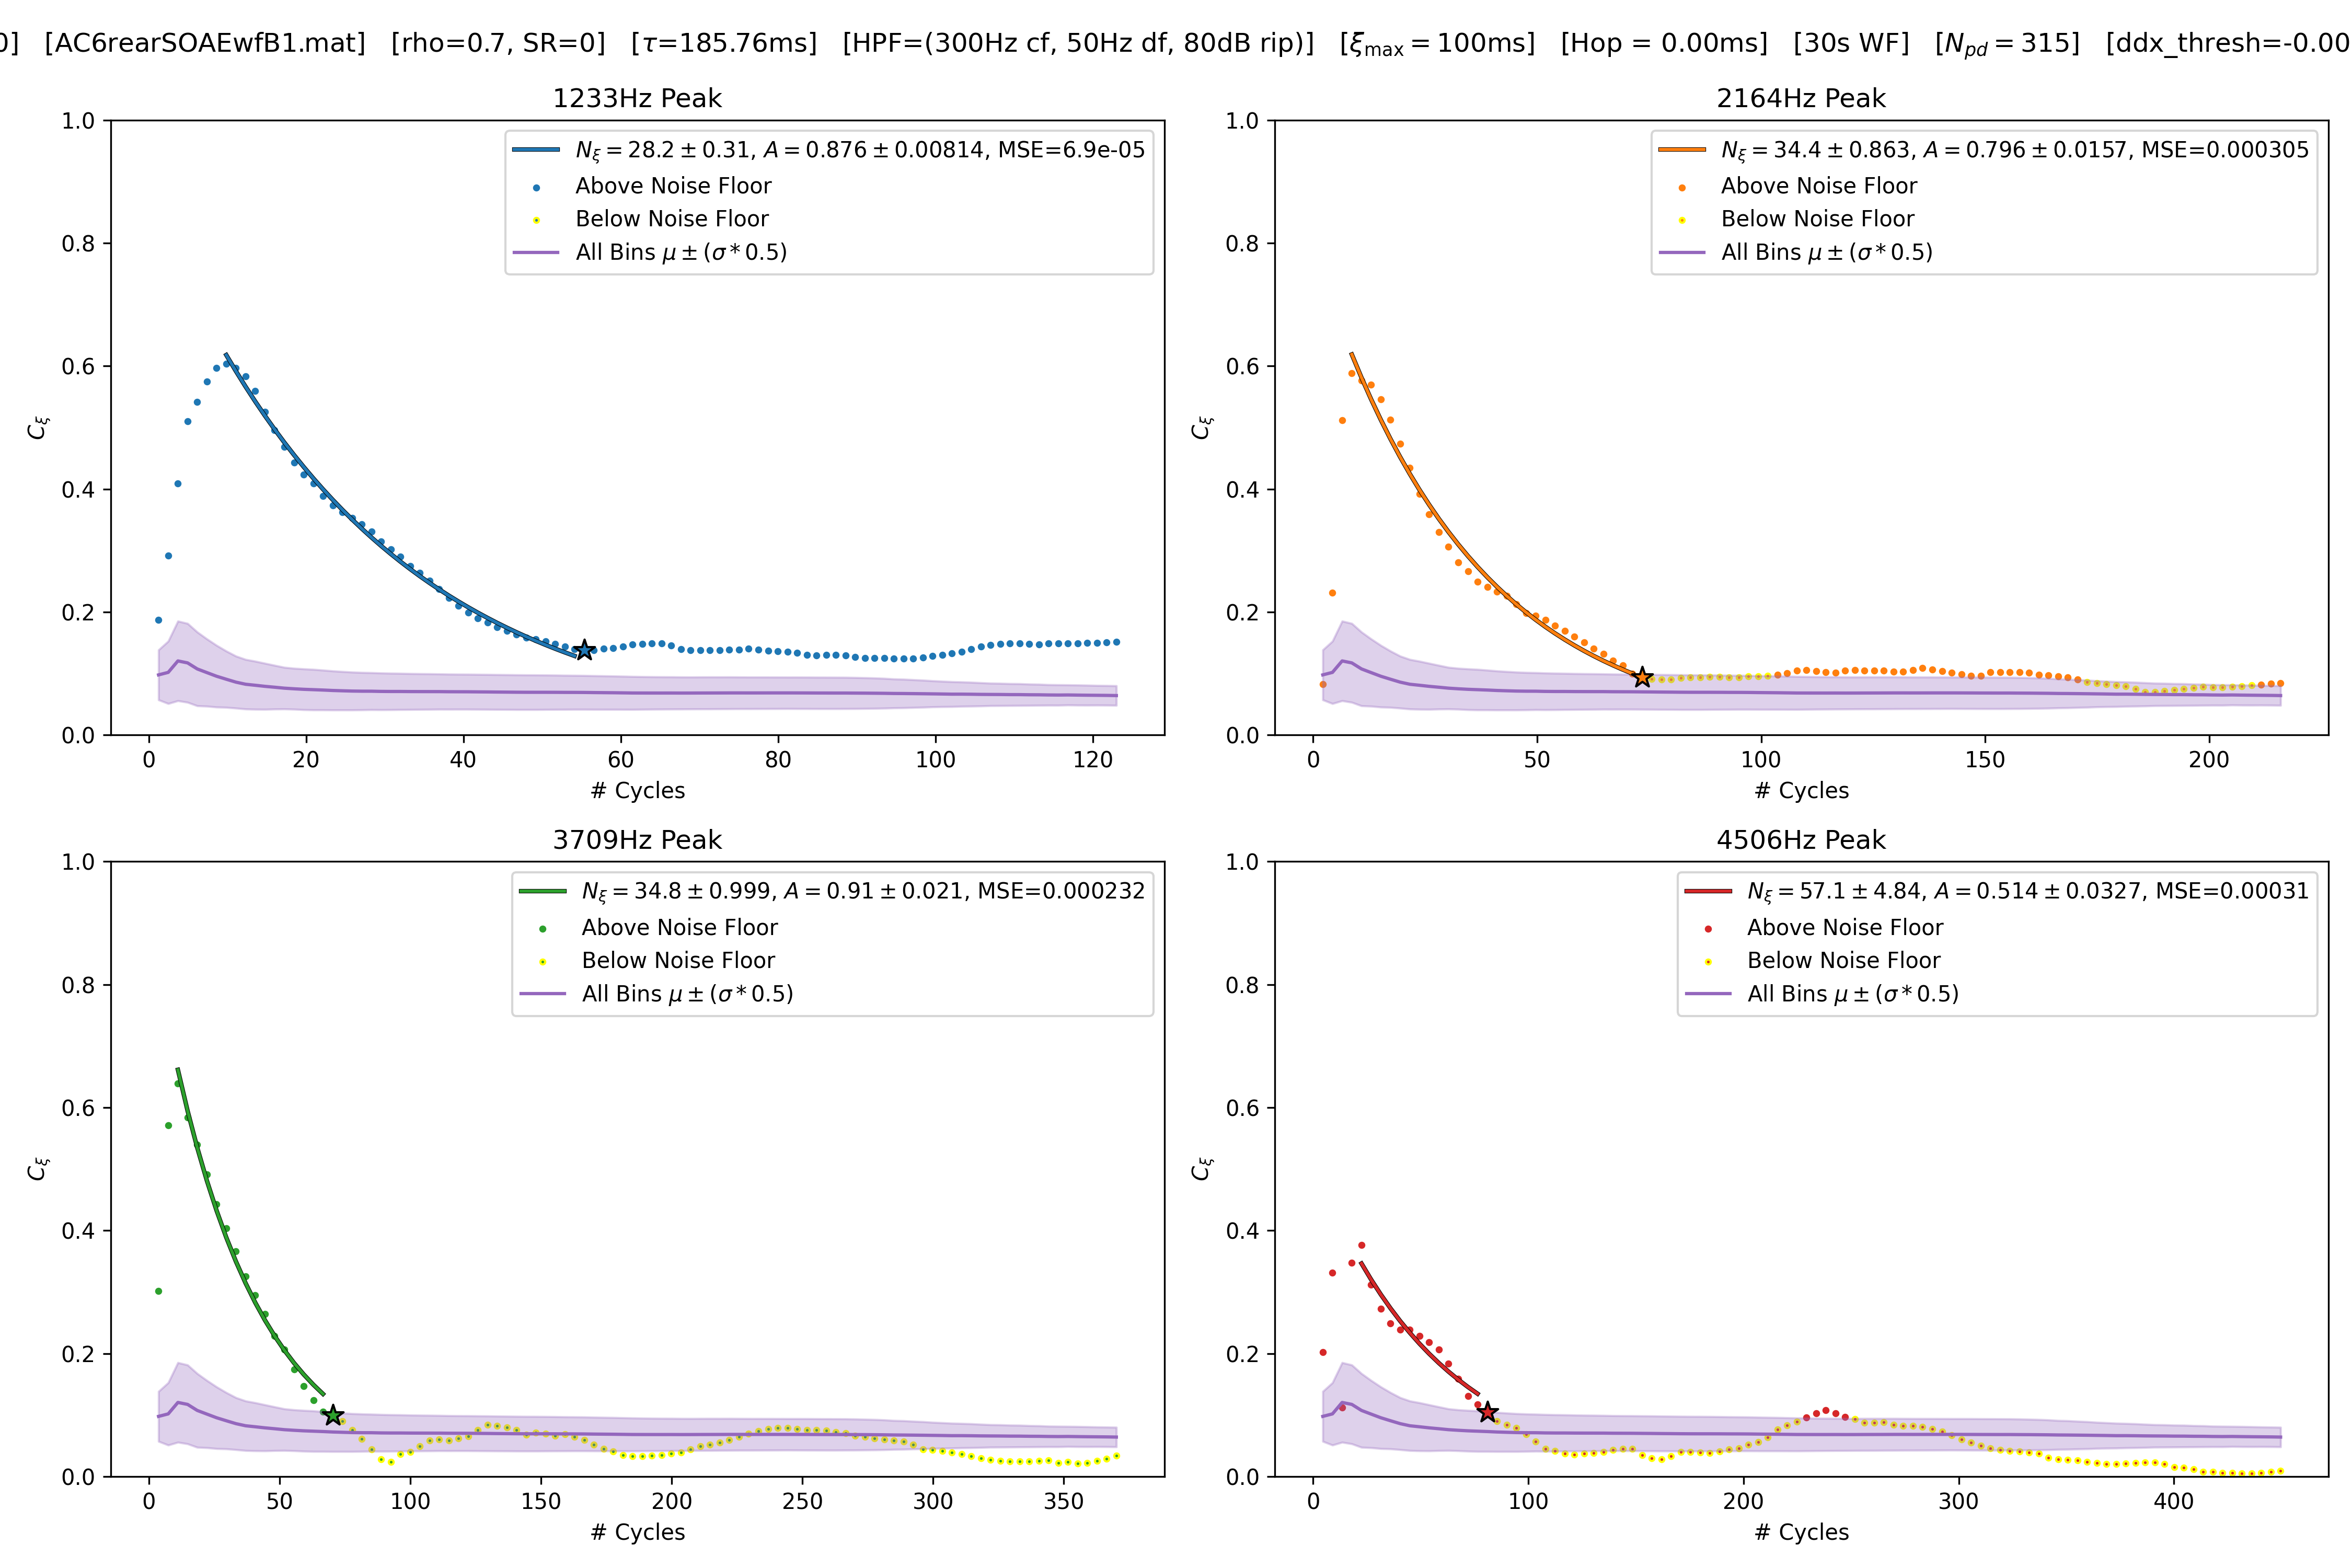 0] [AC6rearSOAEwfB1.mat] [rho=0.7, SR=0] [τ=185.76ms] [HPF=(300Hz cf, 50Hz df, 80dB rip)] [ξmax = 100ms] [Hop = 0.00ms] [30s WF] [Npd = 315] [ddx_thresh=-0.00
1233Hz Peak
1.0
0.8
0.6
0.4
0.2
0.0
Cξ
Nξ = 28.2 ± 0.31, A = 0.876 ± 0.00814, MSE=6.9e-05
Above Noise Floor
Below Noise Floor
All Bins μ ± (σ * 0.5)
0 20 40 60 80 100 120
# Cycles
2164Hz Peak
1.0
0.8
0.6
0.4
0.2
0.0
Cξ
Nξ = 34.4 ± 0.863, A = 0.796 ± 0.0157, MSE=0.000305
Above Noise Floor
Below Noise Floor
All Bins μ ± (σ * 0.5)
0 50 100 150 200
# Cycles
3709Hz Peak
1.0
0.8
0.6
0.4
0.2
0.0
Cξ
Nξ = 34.8 ± 0.999, A = 0.91 ± 0.021, MSE=0.000232
Above Noise Floor
Below Noise Floor
All Bins μ ± (σ * 0.5)
0 50 100 150 200 250 300 350
# Cycles
4506Hz Peak
1.0
0.8
0.6
0.4
0.2
0.0
Cξ
Nξ = 57.1 ± 4.84, A = 0.514 ± 0.0327, MSE=0.00031
Above Noise Floor
Below Noise Floor
All Bins μ ± (σ * 0.5)
0 100 200 300 400
# Cycles